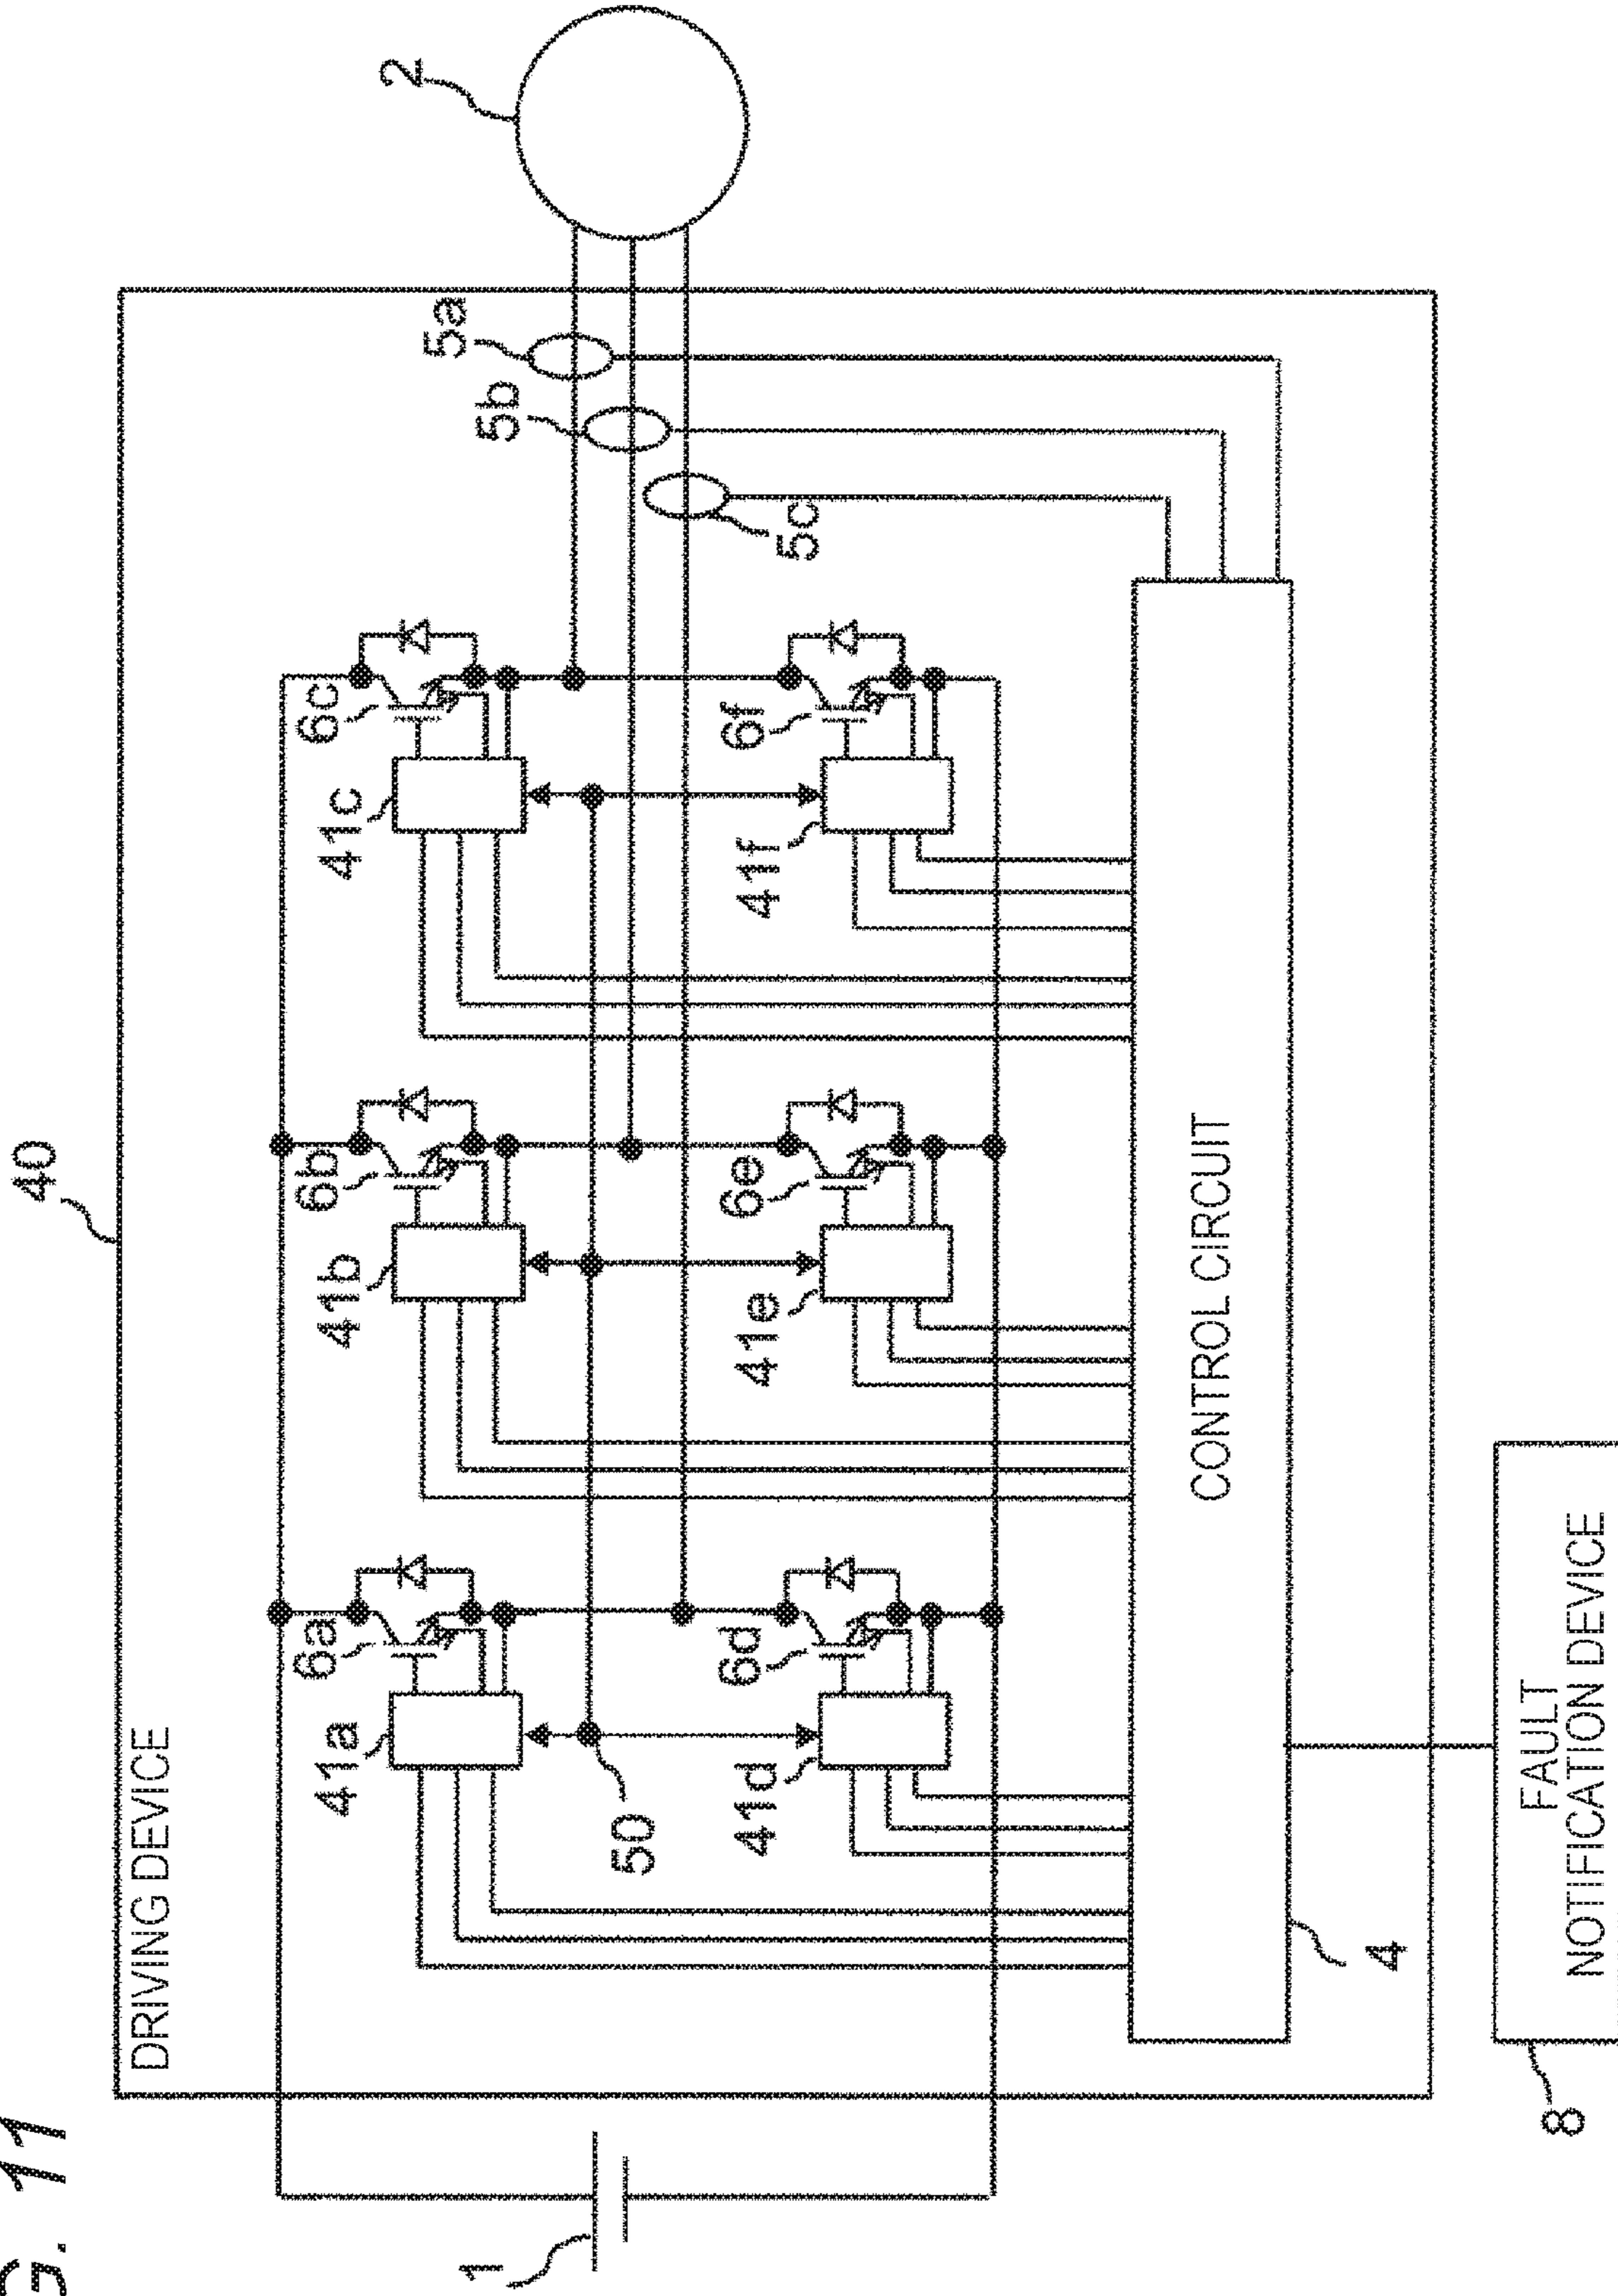 G. 11
40
DRIVING DEVICE
2
5a
5b
5c
6a
6b
6c
41a
41b
41c
50
6d
6e
6f
41d
41e
41f
1
CONTROL CIRCUIT
4
FAULT
NOTIFICATION DEVICE
8